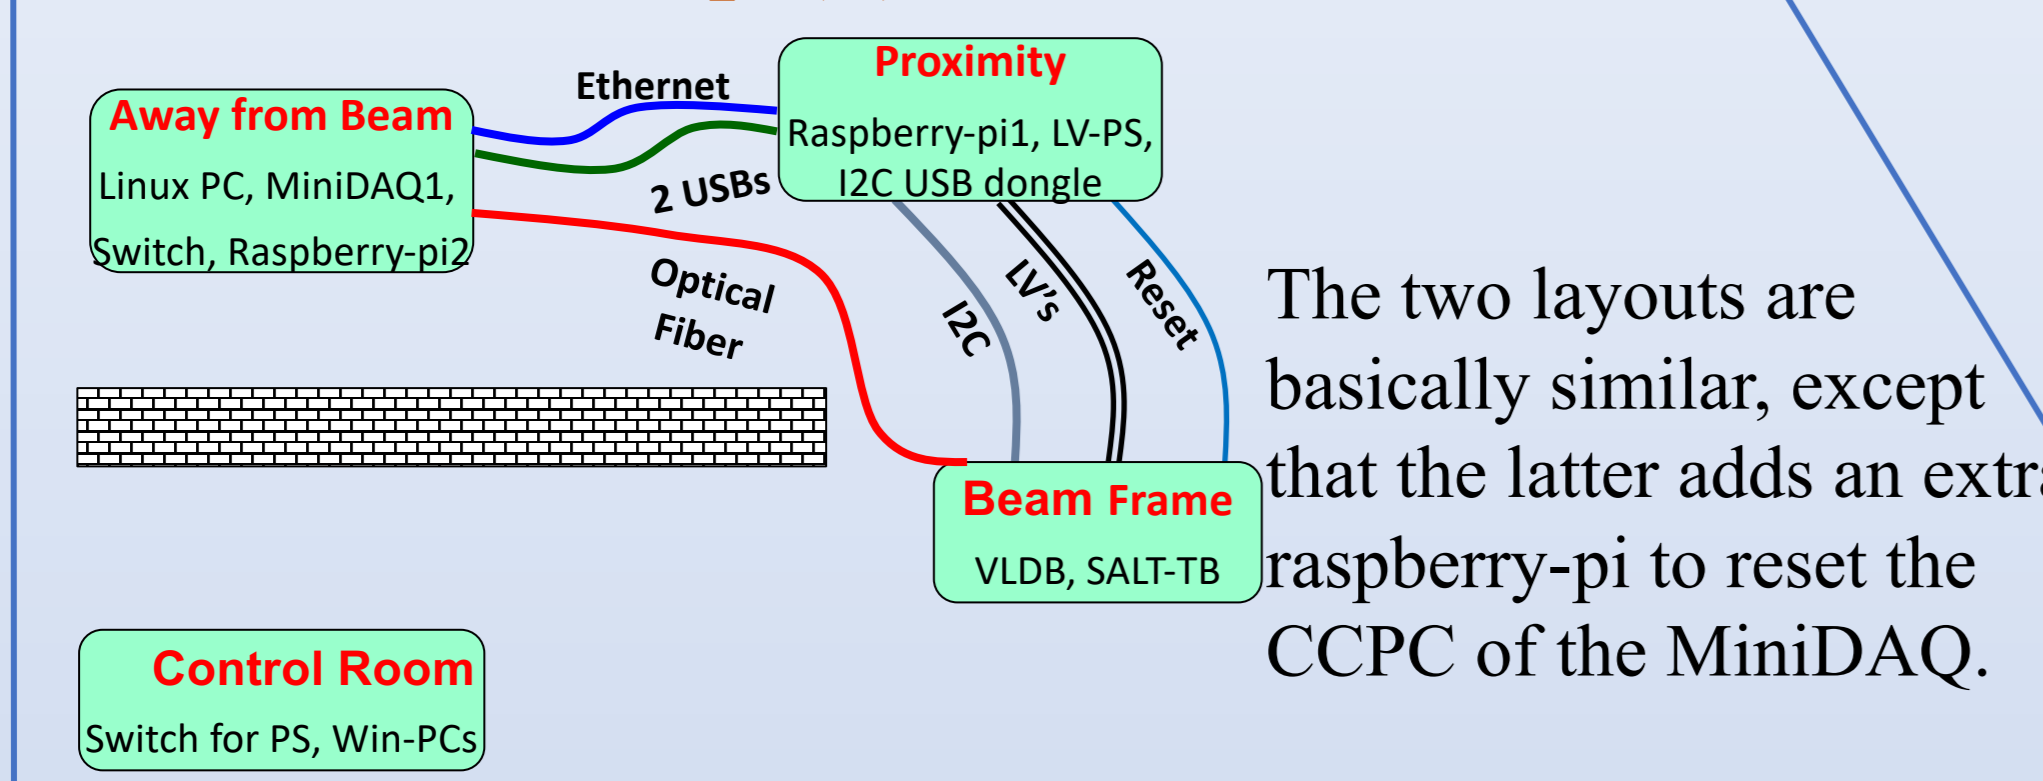 Proximity
Raspberry-pi1, LV-PS,
I2C USB dongle
Ethernet
2 USBs
Away from Beam
Linux PC, MiniDAQ1,
Switch, Raspberry-pi2
Optical
Fiber
I2C
LV's
Reset
Beam Frame
VLDB, SALT-TB
Control Room
Switch for PS, Win-PCs
The two layouts are
basically similar, except
that the latter adds an extra
raspberry-pi to reset the
CCPC of the MiniDAQ.